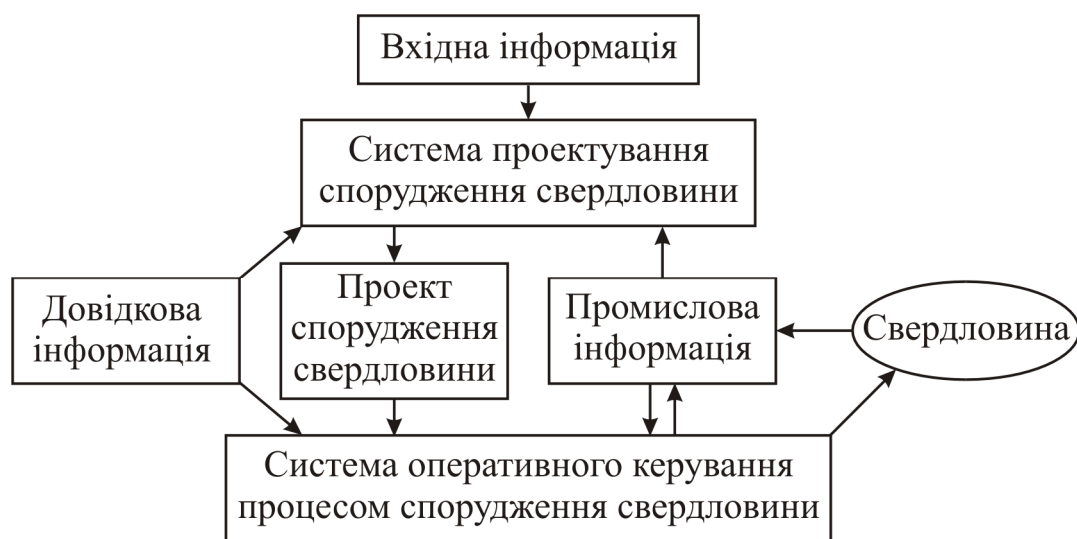 Вхідна інформація
Система проектування
спорудження свердловини
Довідкова
інформація
Проект
спорудження
свердловини
Промислова
інформація
Свердловина
Система оперативного керування
процесом спорудження свердловини